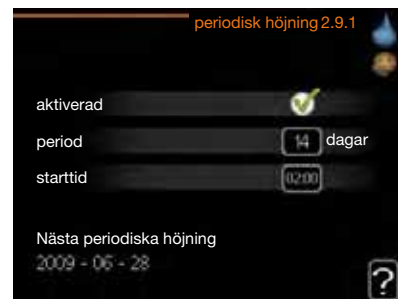 periodisk höjning 2.9.1
aktiverad
period 14 dagar
starttid 02:00
Nästa periodiska höjning
2009 - 06 - 28
?